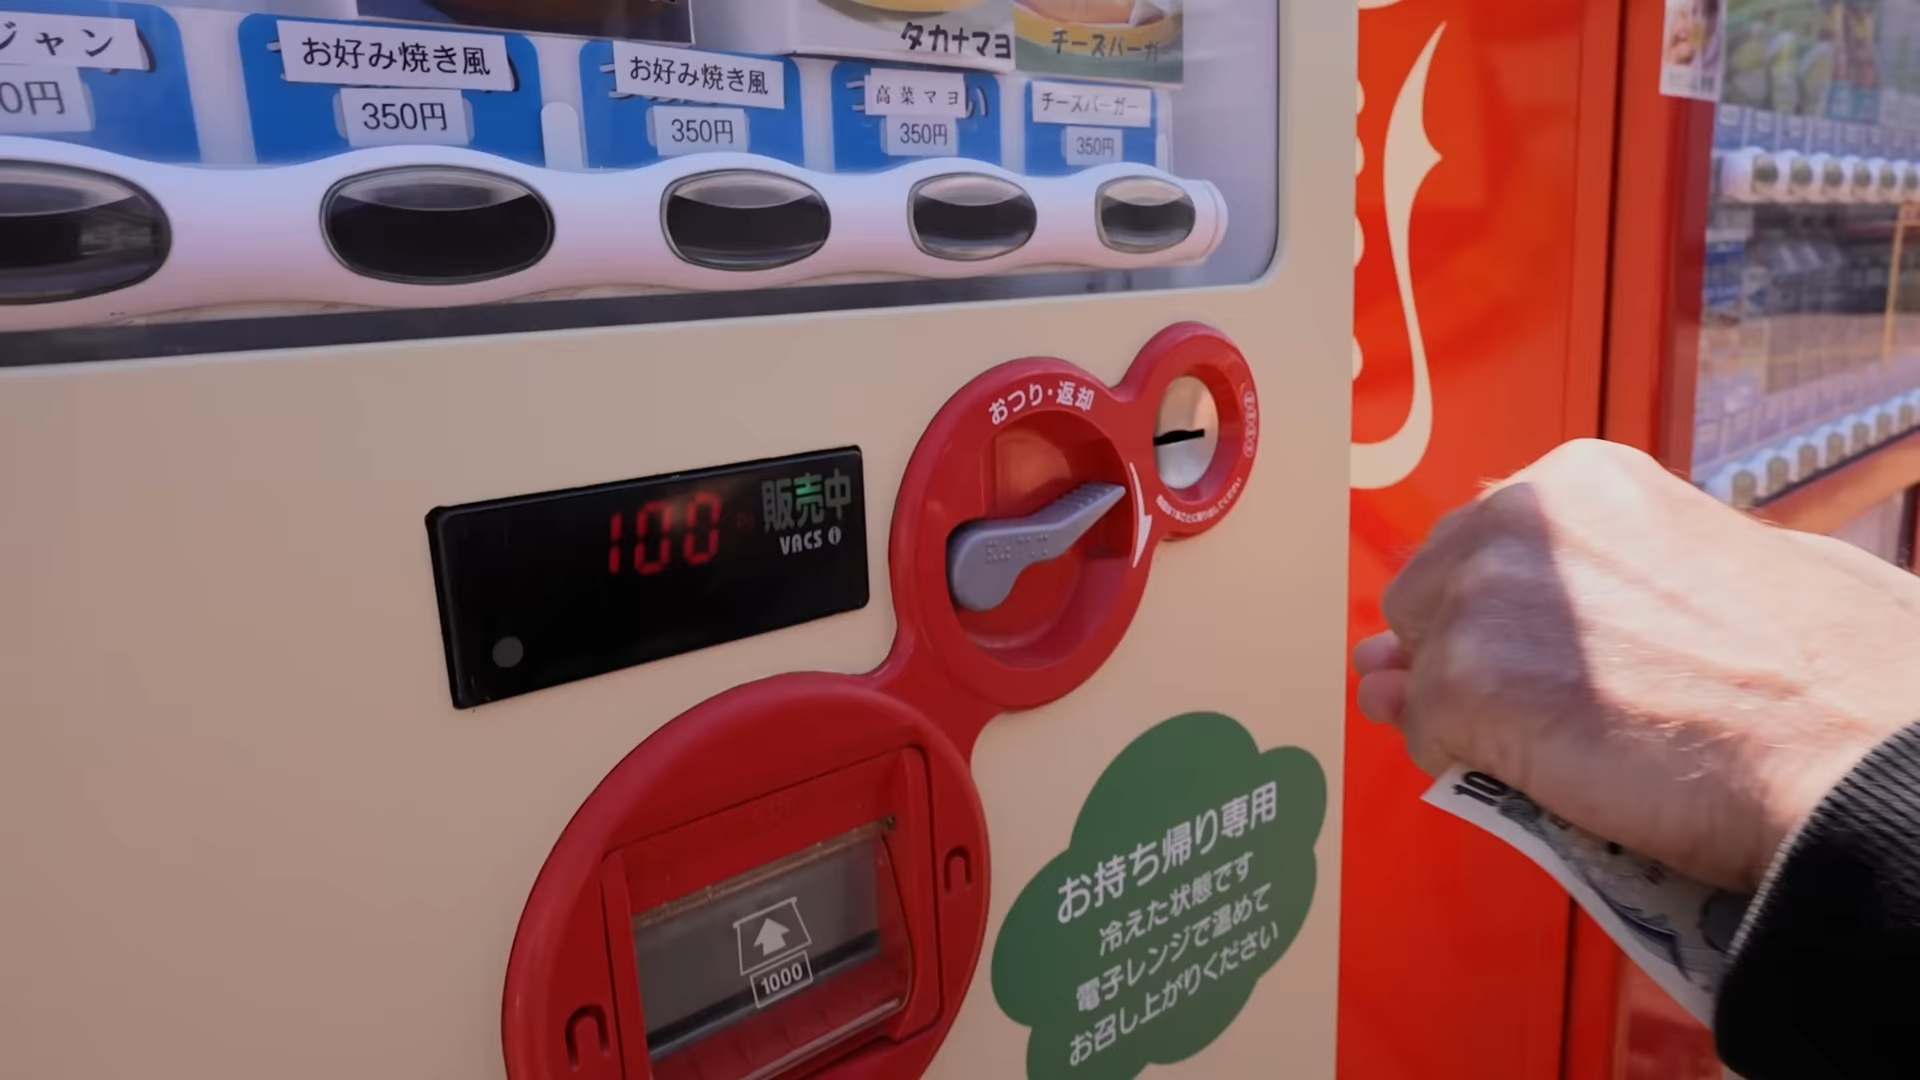 タカナマヨ
チーズバーガ
ジャン
お好み焼き風
お好み焼き風
高菜マヨ
い
チーズバーガー
0円
350円
350円
350円
350円
おつり・返却
100
販売中
VACS
1000
10
お持ち帰り専用
冷えた状態です
電子レンジで温めて
お召し上がりください